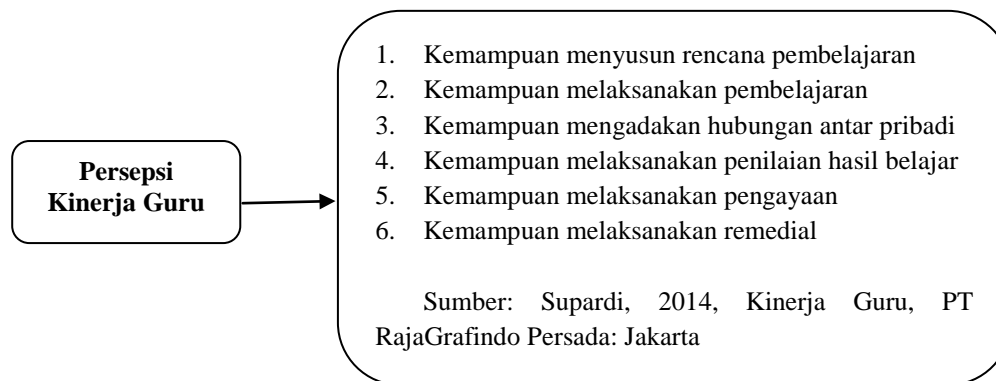 Persepsi
Kinerja Guru
1. Kemampuan menyusun rencana pembelajaran
2. Kemampuan melaksanakan pembelajaran
3. Kemampuan mengadakan hubungan antar pribadi
4. Kemampuan melaksanakan penilaian hasil belajar
5. Kemampuan melaksanakan pengayaan
6. Kemampuan melaksanakan remedial
Sumber: Supardi, 2014, Kinerja Guru, PT
RajaGrafindo Persada: Jakarta